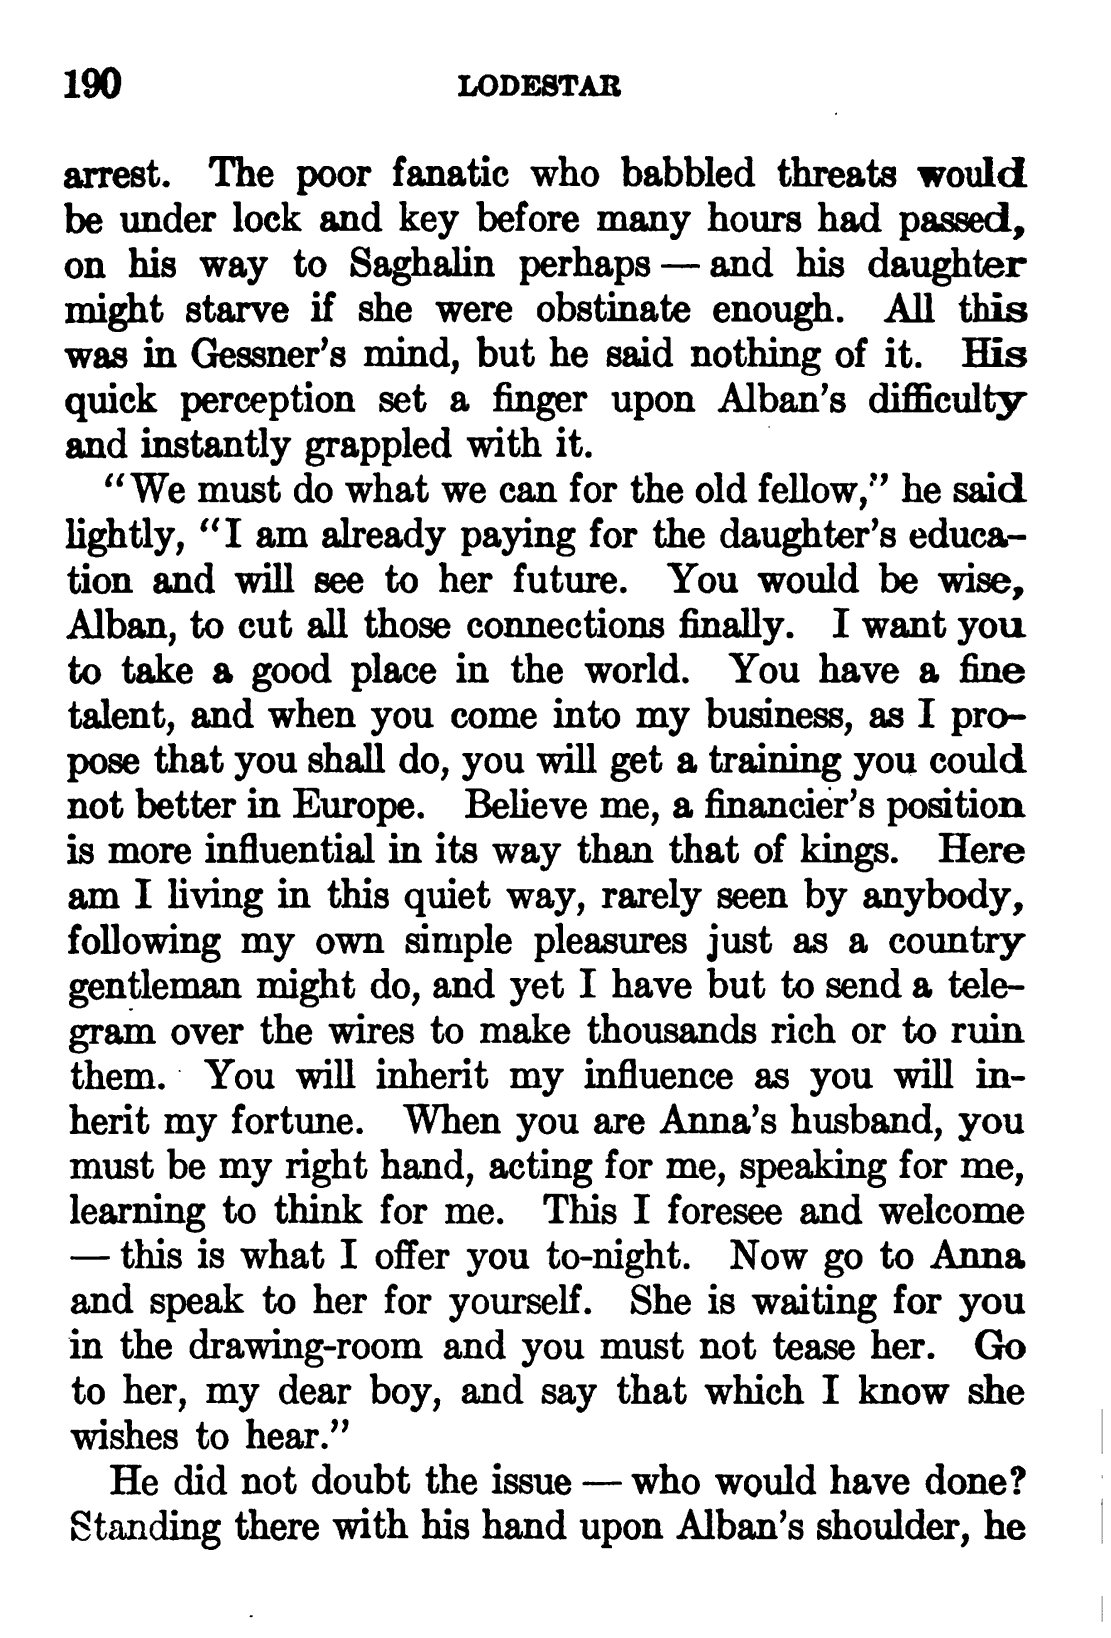 190 LODESTAR
arrest. The poor fanatic who babbled threats would
be under lock and key before many hours had passed,
on his way to Saghalin perhaps — and his daughter
might starve if she were obstinate enough. All this
was in Gessner's mind, but he said nothing of it. His
quick perception set a finger upon Alban's difficulty
and instantly grappled with it.
"We must do what we can for the old fellow," he said
lightly, "I am already paying for the daughter's educa-
tion and will see to her future. You would be wise,
Alban, to cut all those connections finally. I want you
to take a good place in the world. You have a fine
talent, and when you come into my business, as I pro-
pose that you shall do, you will get a training you could
not better in Europe. Believe me, a financier's position
is more influential in its way than that of kings. Here
am I living in this quiet way, rarely seen by anybody,
following my own simple pleasures just as a country
gentleman might do, and yet I have but to send a tele-
gram over the wires to make thousands rich or to ruin
them. You will inherit my influence as you will in-
herit my fortune. When you are Anna's husband, you
must be my right hand, acting for me, speaking for me,
learning to think for me. This I foresee and welcome
— this is what I offer you to-night. Now go to Anna
and speak to her for yourself. She is waiting for you
in the drawing-room and you must not tease her. Go
to her, my dear boy, and say that which I know she
wishes to hear."
He did not doubt the issue — who would have done?
Standing there with his hand upon Alban's shoulder, he